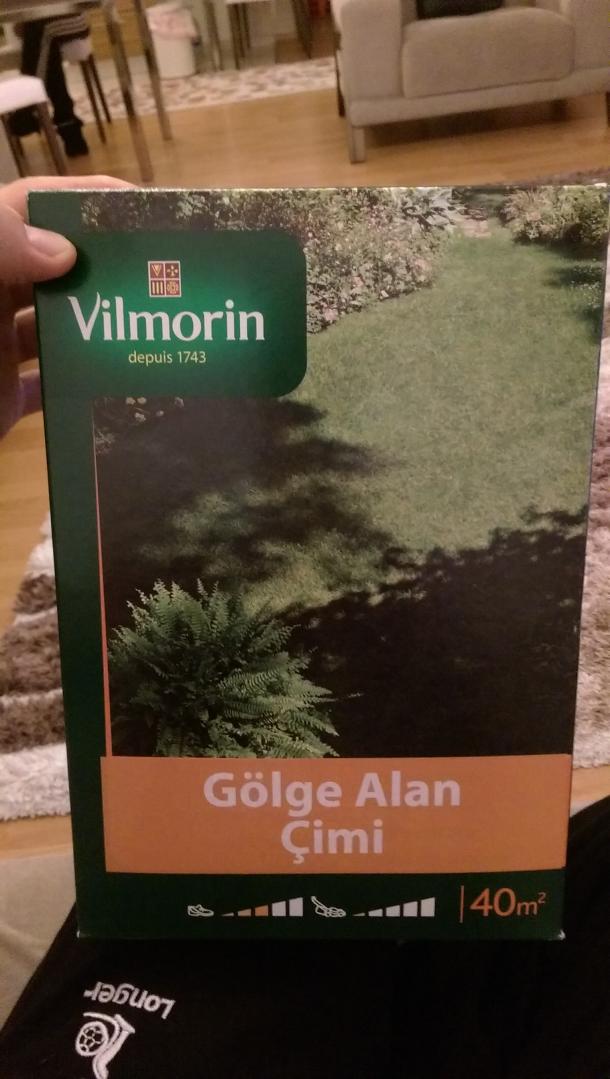 Vilmorin
depuis 1743
Gölge Alan
Çimi
40m²
Longer